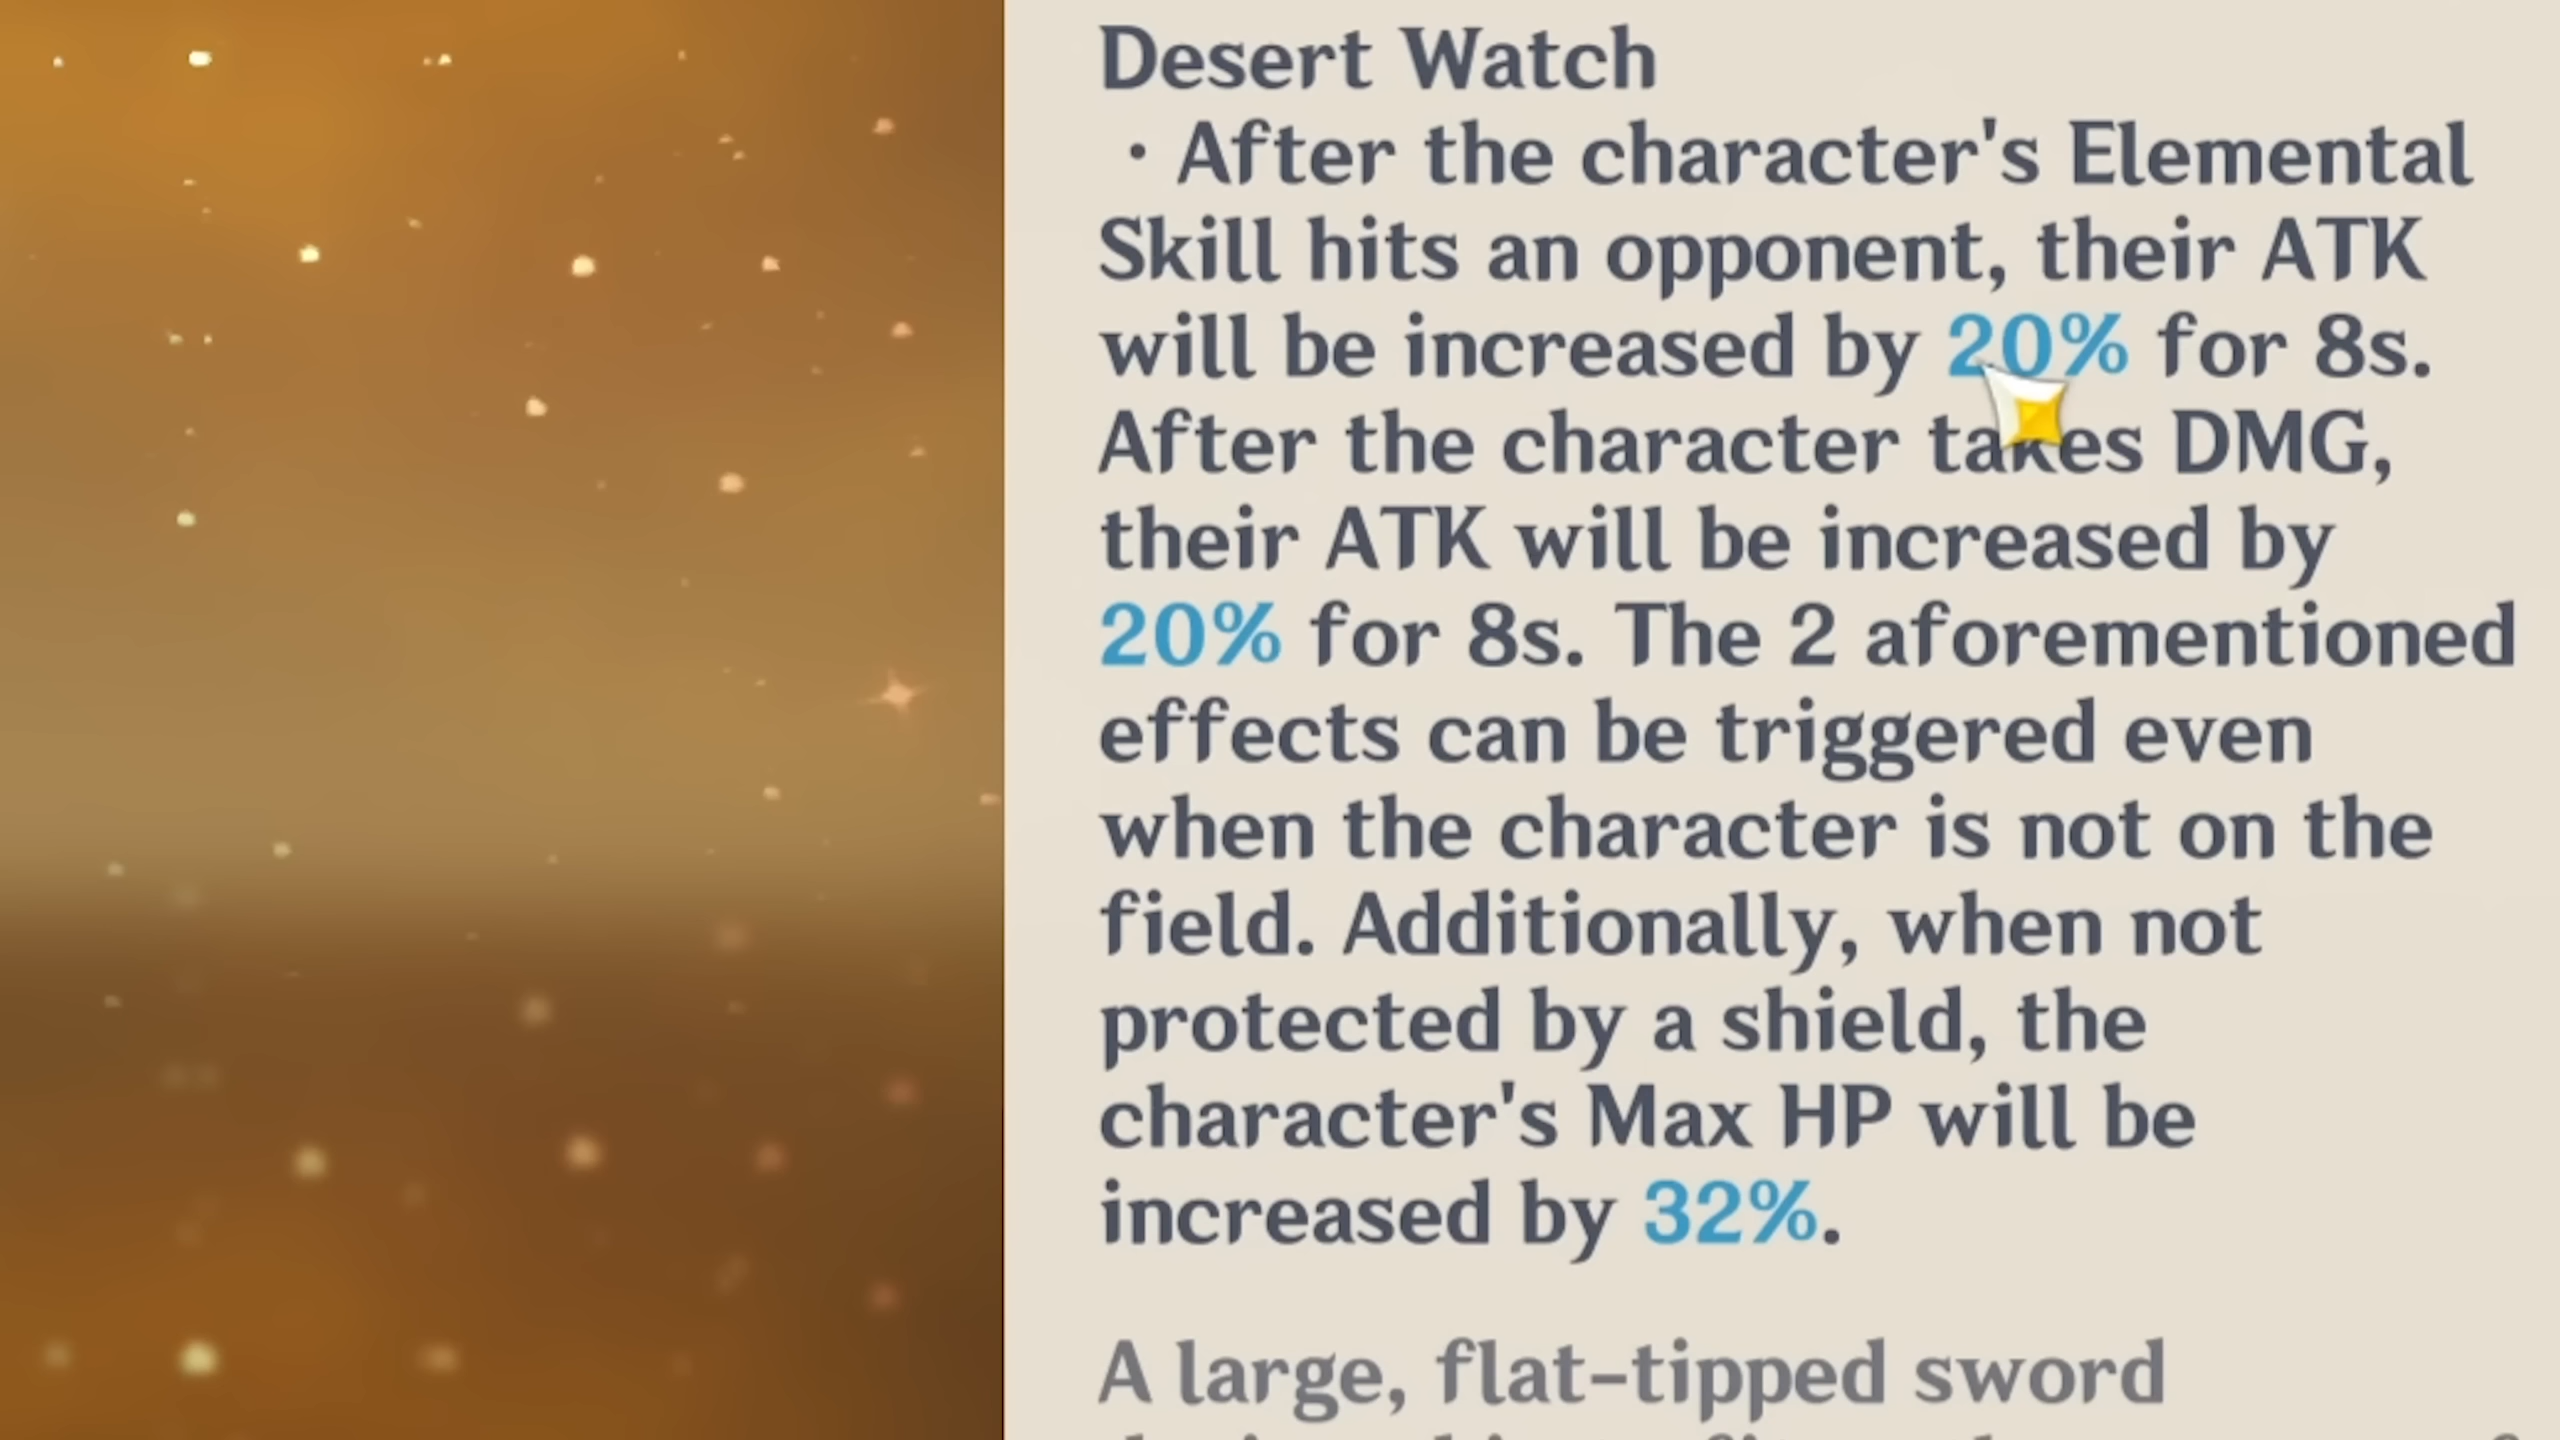 Desert Watch
· After the character's Elemental
Skill hits an opponent, their ATK
will be increased by 20% for 8s.
After the character takes DMG,
their ATK will be increased by
20% for 8s. The 2 aforementioned
effects can be triggered even
when the character is not on the
field. Additionally, when not
protected by a shield, the
character's Max HP will be
increased by 32%.
A large, flat-tipped sword